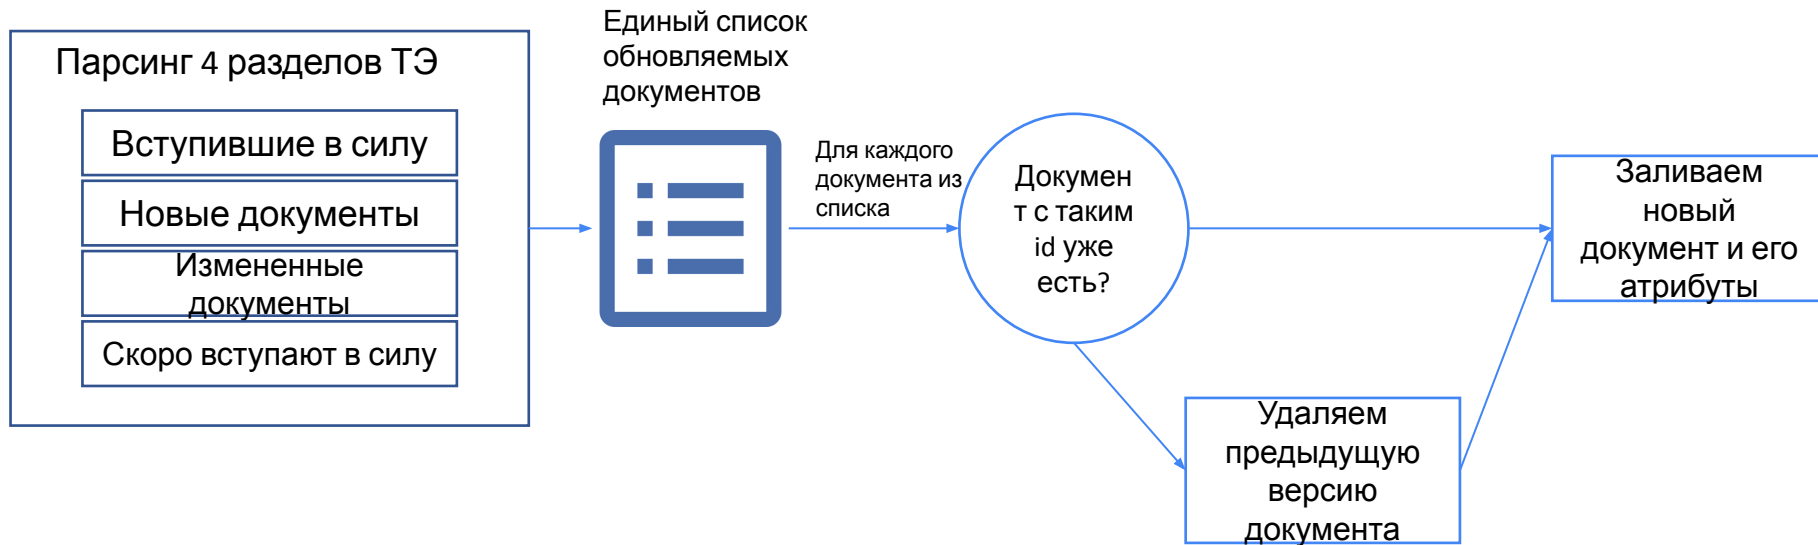 Парсинг 4 разделов ТЭ
Вступившие в силу
Новые документы
Измененные
документы
Скоро вступают в силу
Единый список
обновляемых
документов
Для каждого
документа из
списка
Докумен
т с таким
id уже
есть?
Заливаем
новый
документ и его
атрибуты
Удаляем
предыдущую
версию
документа